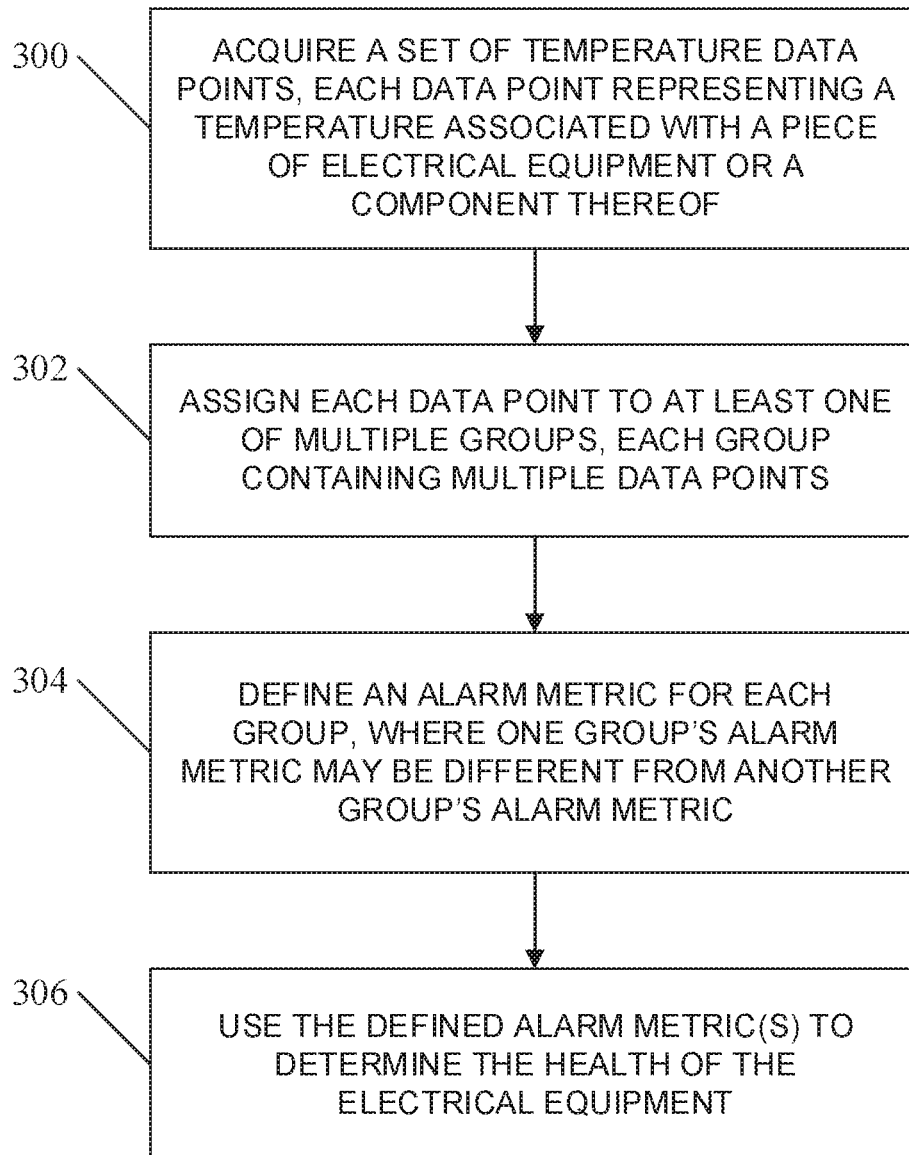 300
ACQUIRE A SET OF TEMPERATURE DATA
POINTS, EACH DATA POINT REPRESENTING A
TEMPERATURE ASSOCIATED WITH A PIECE
OF ELECTRICAL EQUIPMENT OR A
COMPONENT THEREOF
302
ASSIGN EACH DATA POINT TO AT LEAST ONE
OF MULTIPLE GROUPS, EACH GROUP
CONTAINING MULTIPLE DATA POINTS
304
DEFINE AN ALARM METRIC FOR EACH
GROUP, WHERE ONE GROUP'S ALARM
METRIC MAY BE DIFFERENT FROM ANOTHER
GROUP'S ALARM METRIC
306
USE THE DEFINED ALARM METRIC(S) TO
DETERMINE THE HEALTH OF THE
ELECTRICAL EQUIPMENT